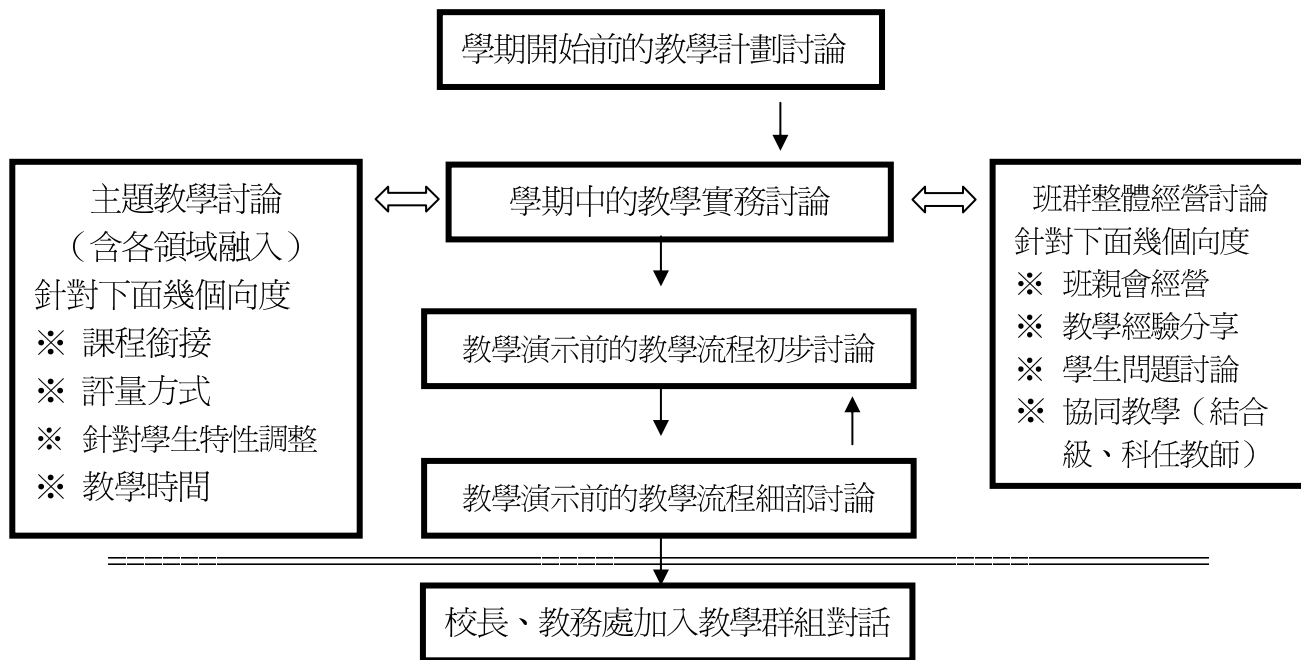 學期開始前的教學計劃討論
主題教學討論
（含各領域融入）
針對下面幾個向度
※ 課程銜接
※ 評量方式
※ 針對學生特性調整
※ 教學時間
學期中的教學實務討論
班群整體經營討論
針對下面幾個向度
※ 班親會經營
※ 教學經驗分享
※ 學生問題討論
※ 協同教學（結合
級、科任教師）
教學演示前的教學流程初步討論
教學演示前的教學流程細部討論
校長、教務處加入教學群組對話